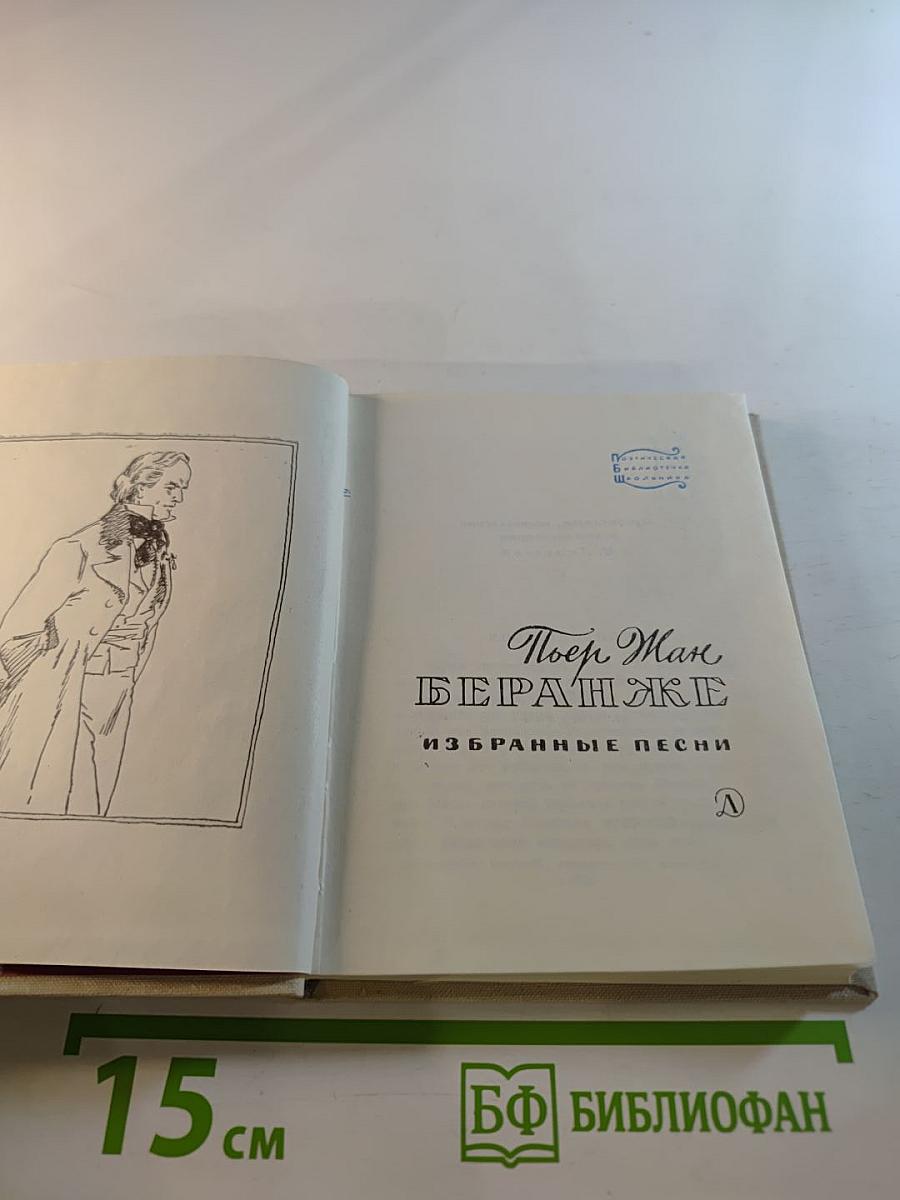 Поэтическая
Библиотечка
Школьника
Пьер Жан
БЕРАНЖЕ
ИЗБРАННЫЕ ПЕСНИ
Д
15 см
БФ БИБЛИОФАН